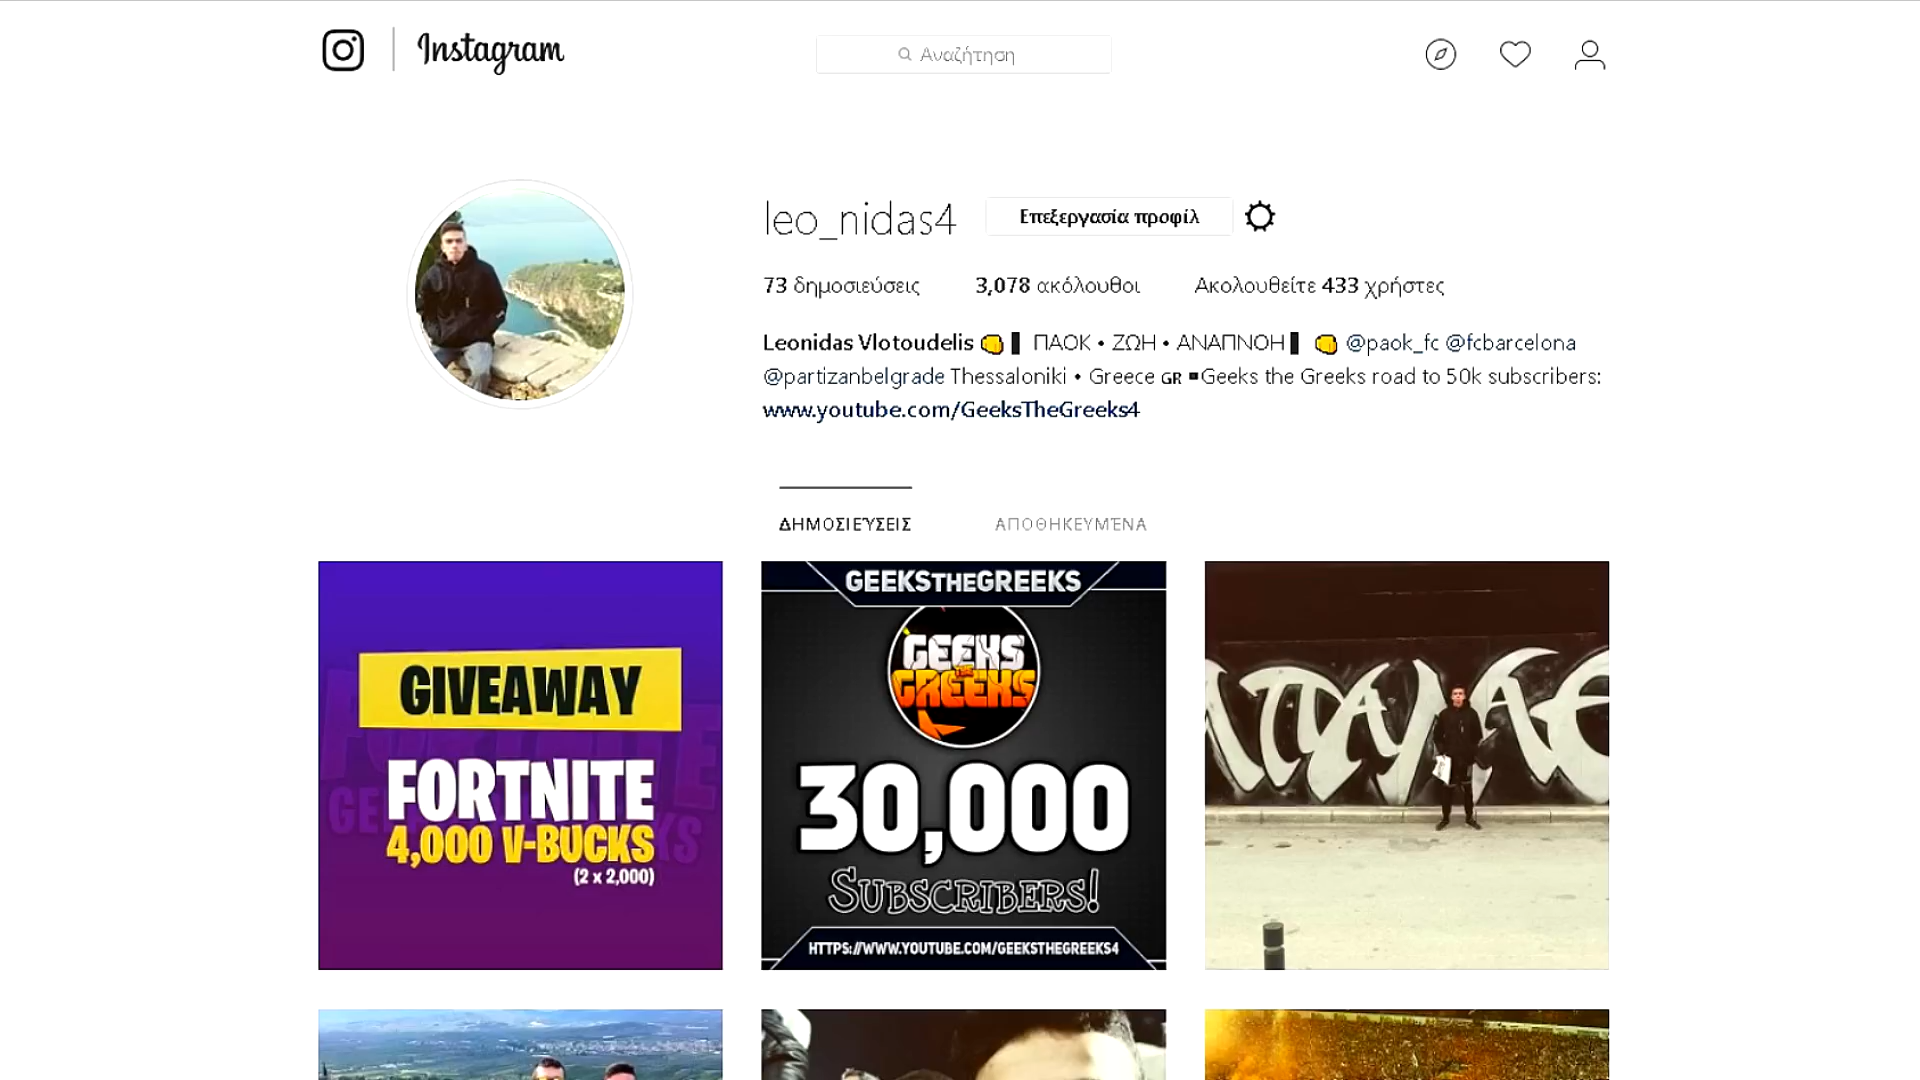 Instagram
Αναζήτηση
leo_nidas4
Επεξεργασία προφίλ
73 δημοσιεύσεις 3,078 ακόλουθοι Ακολουθείτε 433 χρήστες
Leonidas Vlotoudelis ΠΑΟΚ • ΖΩΗ • ΑΝΑΠΝΟΗ @paok_fc @fcbarcelona
@partizanbelgrade Thessaloniki • Greece GR Geeks the Greeks road to 50k subscribers:
www.youtube.com/GeeksTheGreeks4
ΔΗΜΟΣΙΕΎΣΕΙΣ
ΑΠΟΘΗΚΕΥΜΈΝΑ
GIVEAWAY
FORTNITE
4,000 V-BUCKS
(2 x 2,000)
GEEKSTHEGREEKS
GEEKS
THE
GREEKS
30,000
SUBSCRIBERS!
HTTPS://WWW.YOUTUBE.COM/GEEKSTHEGREEKS4